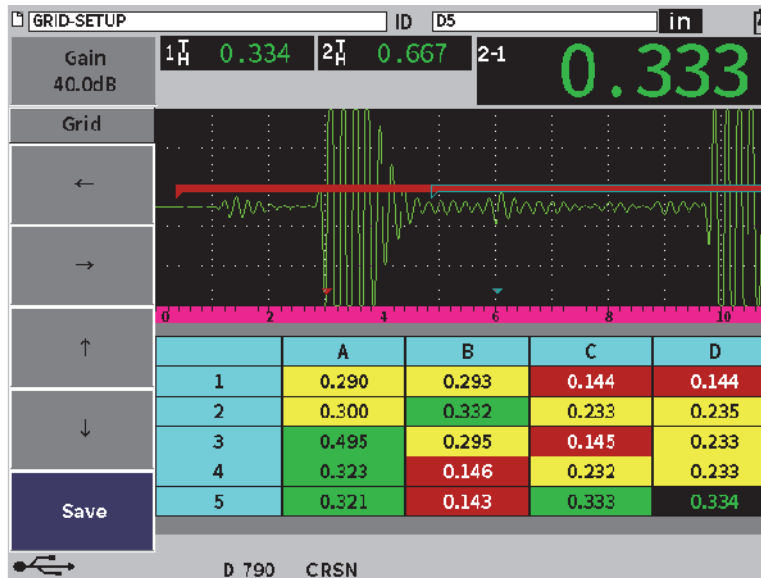 GRID-SETUP ID D5 in
Gain
40.0dB
1TH 0.334 2TH 0.667 2-1 0.333
Grid
←
→
↑
↓
Save
0 2 4 6 8 10
A B C D
1 0.290 0.293 0.144 0.144
2 0.300 0.332 0.233 0.235
3 0.495 0.295 0.145 0.233
4 0.323 0.146 0.232 0.233
5 0.321 0.143 0.333 0.334
D 790 CRSN